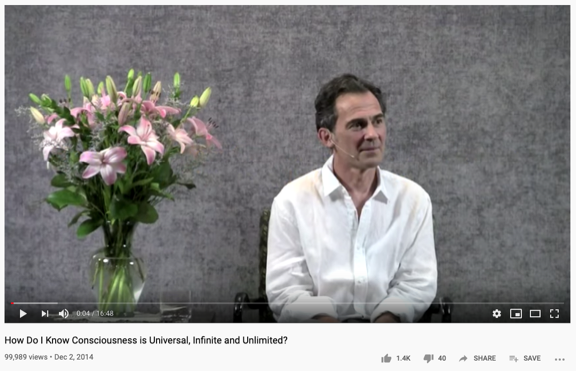 0:04 / 16:48
How Do I Know Consciousness is Universal, Infinite and Unlimited?
99,989 views • Dec 2, 2014
1.4K 40 SHARE SAVE